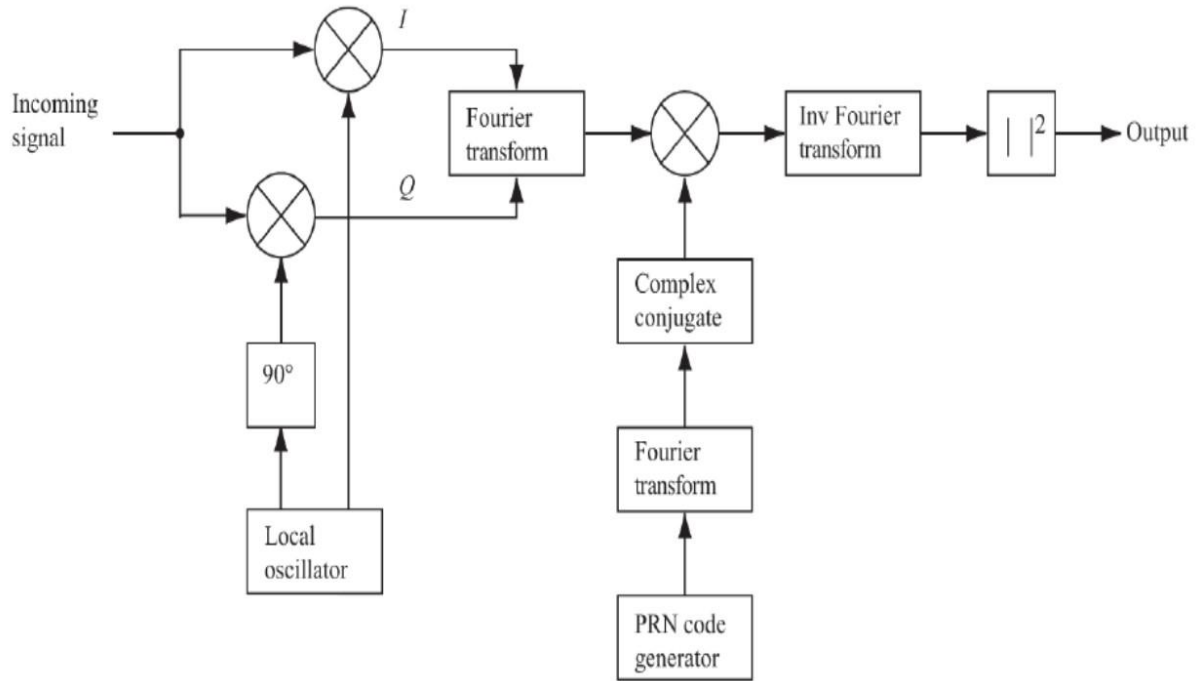 I
Incoming
signal
Fourier
transform
Inv Fourier
transform
| |²
Output
Q
Complex
conjugate
90°
Fourier
transform
Local
oscillator
PRN code
generator